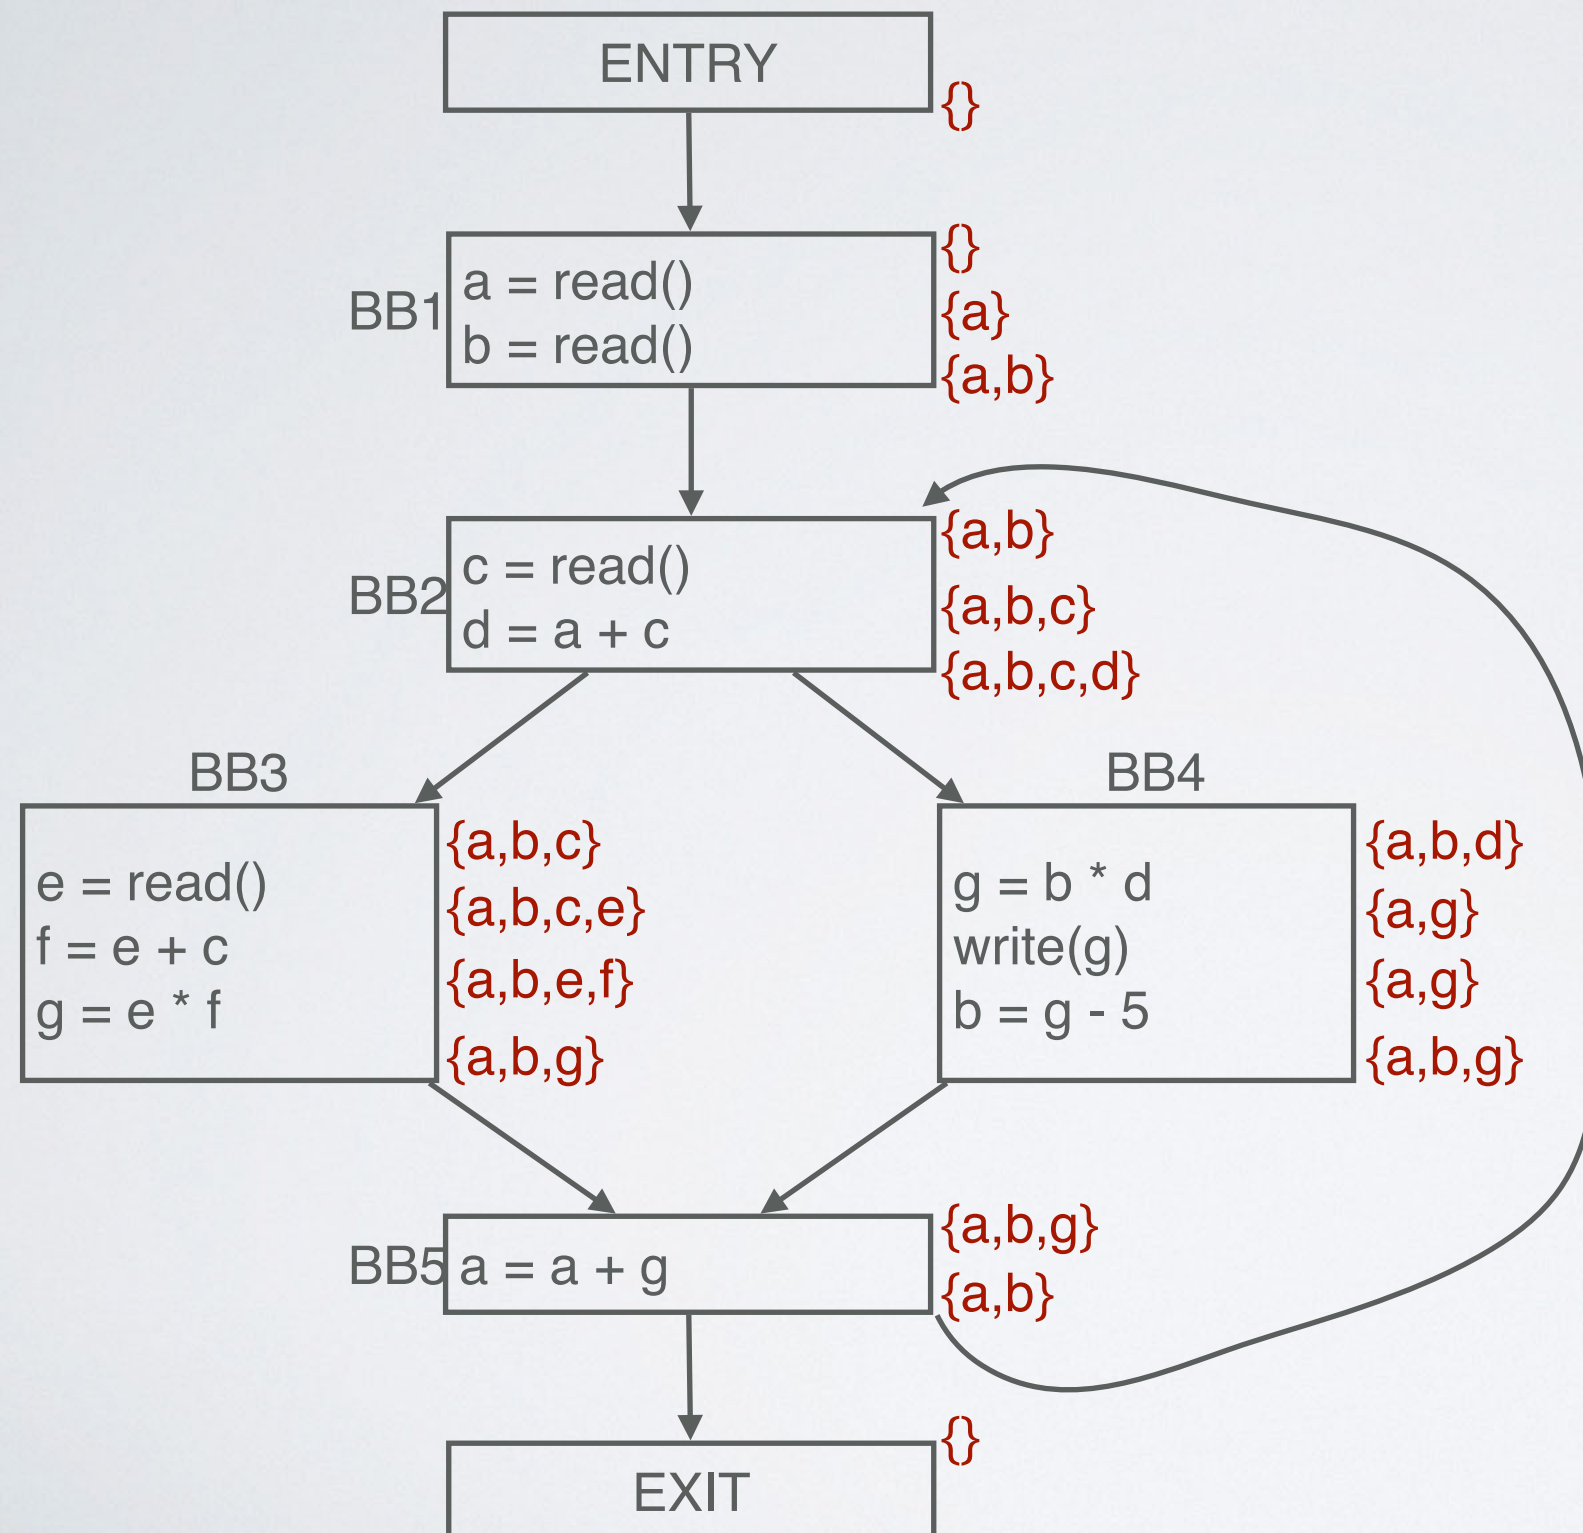 ENTRY
{}
{}
BB1
a = read()
{a}
b = read()
{a,b}
{a,b}
BB2
c = read()
{a,b,c}
d = a + c
{a,b,c,d}
BB3
{a,b,c}
e = read()
{a,b,c,e}
f = e + c
{a,b,e,f}
g = e * f
{a,b,g}
BB4
{a,b,d}
g = b * d
{a,g}
write(g)
{a,g}
b = g - 5
{a,b,g}
{a,b,g}
BB5
a = a + g
{a,b}
{}
EXIT